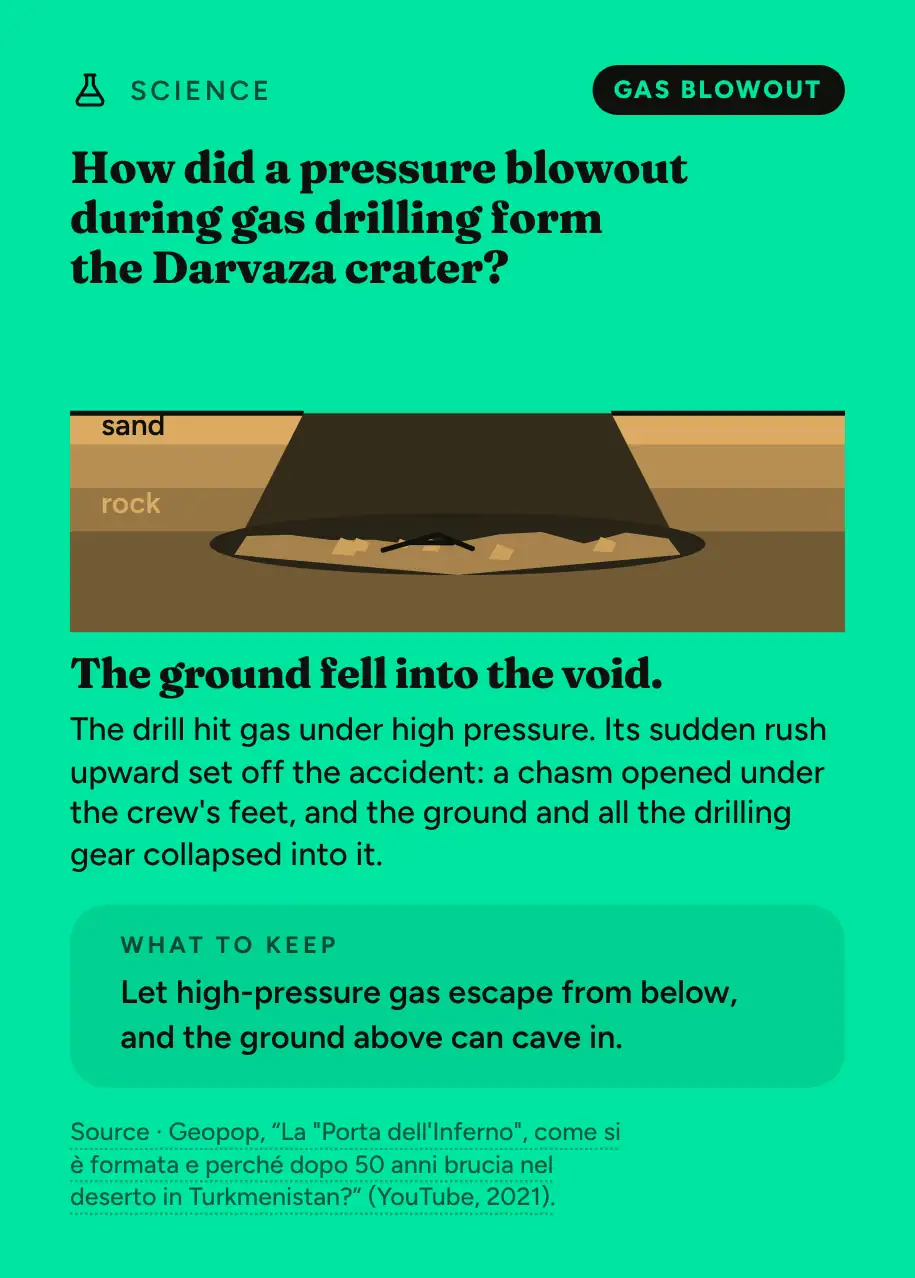 SCIENCE
GAS BLOWOUT
How did a pressure blowout
during gas drilling form
the Darvaza crater?
sand
rock
The ground fell into the void.
The drill hit gas under high pressure. Its sudden rush
upward set off the accident: a chasm opened under
the crew's feet, and the ground and all the drilling
gear collapsed into it.
WHAT TO KEEP
Let high-pressure gas escape from below,
and the ground above can cave in.
Source · Geopop, “La "Porta dell'Inferno", come si
è formata e perché dopo 50 anni brucia nel
deserto in Turkmenistan?” (YouTube, 2021).